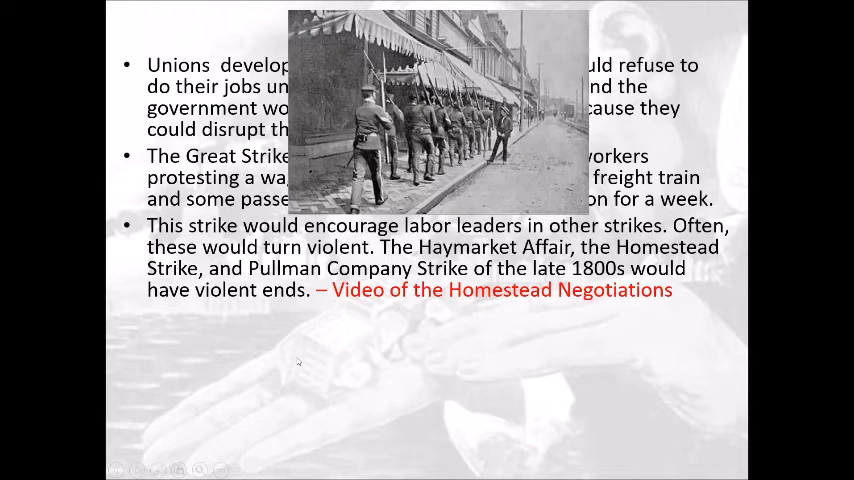 • Unions develop uld refuse to
do their jobs un nd the
government wo cause they
could disrupt th
• The Great Strike workers
protesting a wa freight train
and some passe on for a week.
• This strike would encourage labor leaders in other strikes. Often,
these would turn violent. The Haymarket Affair, the Homestead
Strike, and Pullman Company Strike of the late 1800s would
have violent ends. – Video of the Homestead Negotiations